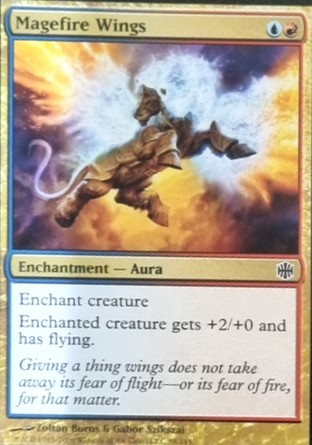 Magefire Wings
Enchantment — Aura
Enchant creature
Enchanted creature gets +2/+0 and
has flying.
Giving a thing wings does not take
away its fear of flight—or its fear of fire,
for that matter.
Zoltan Boros & Gabor Szikszai